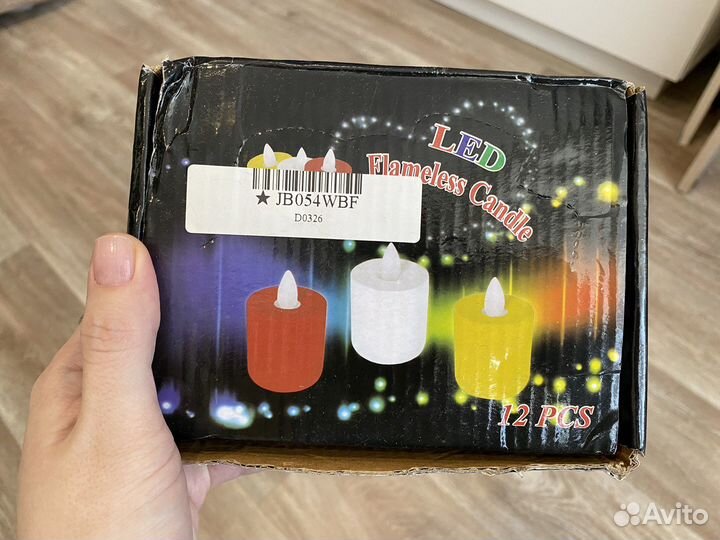 LED
Flameless Candle
★ JB054WBF
D0326
12 PCS
Avito